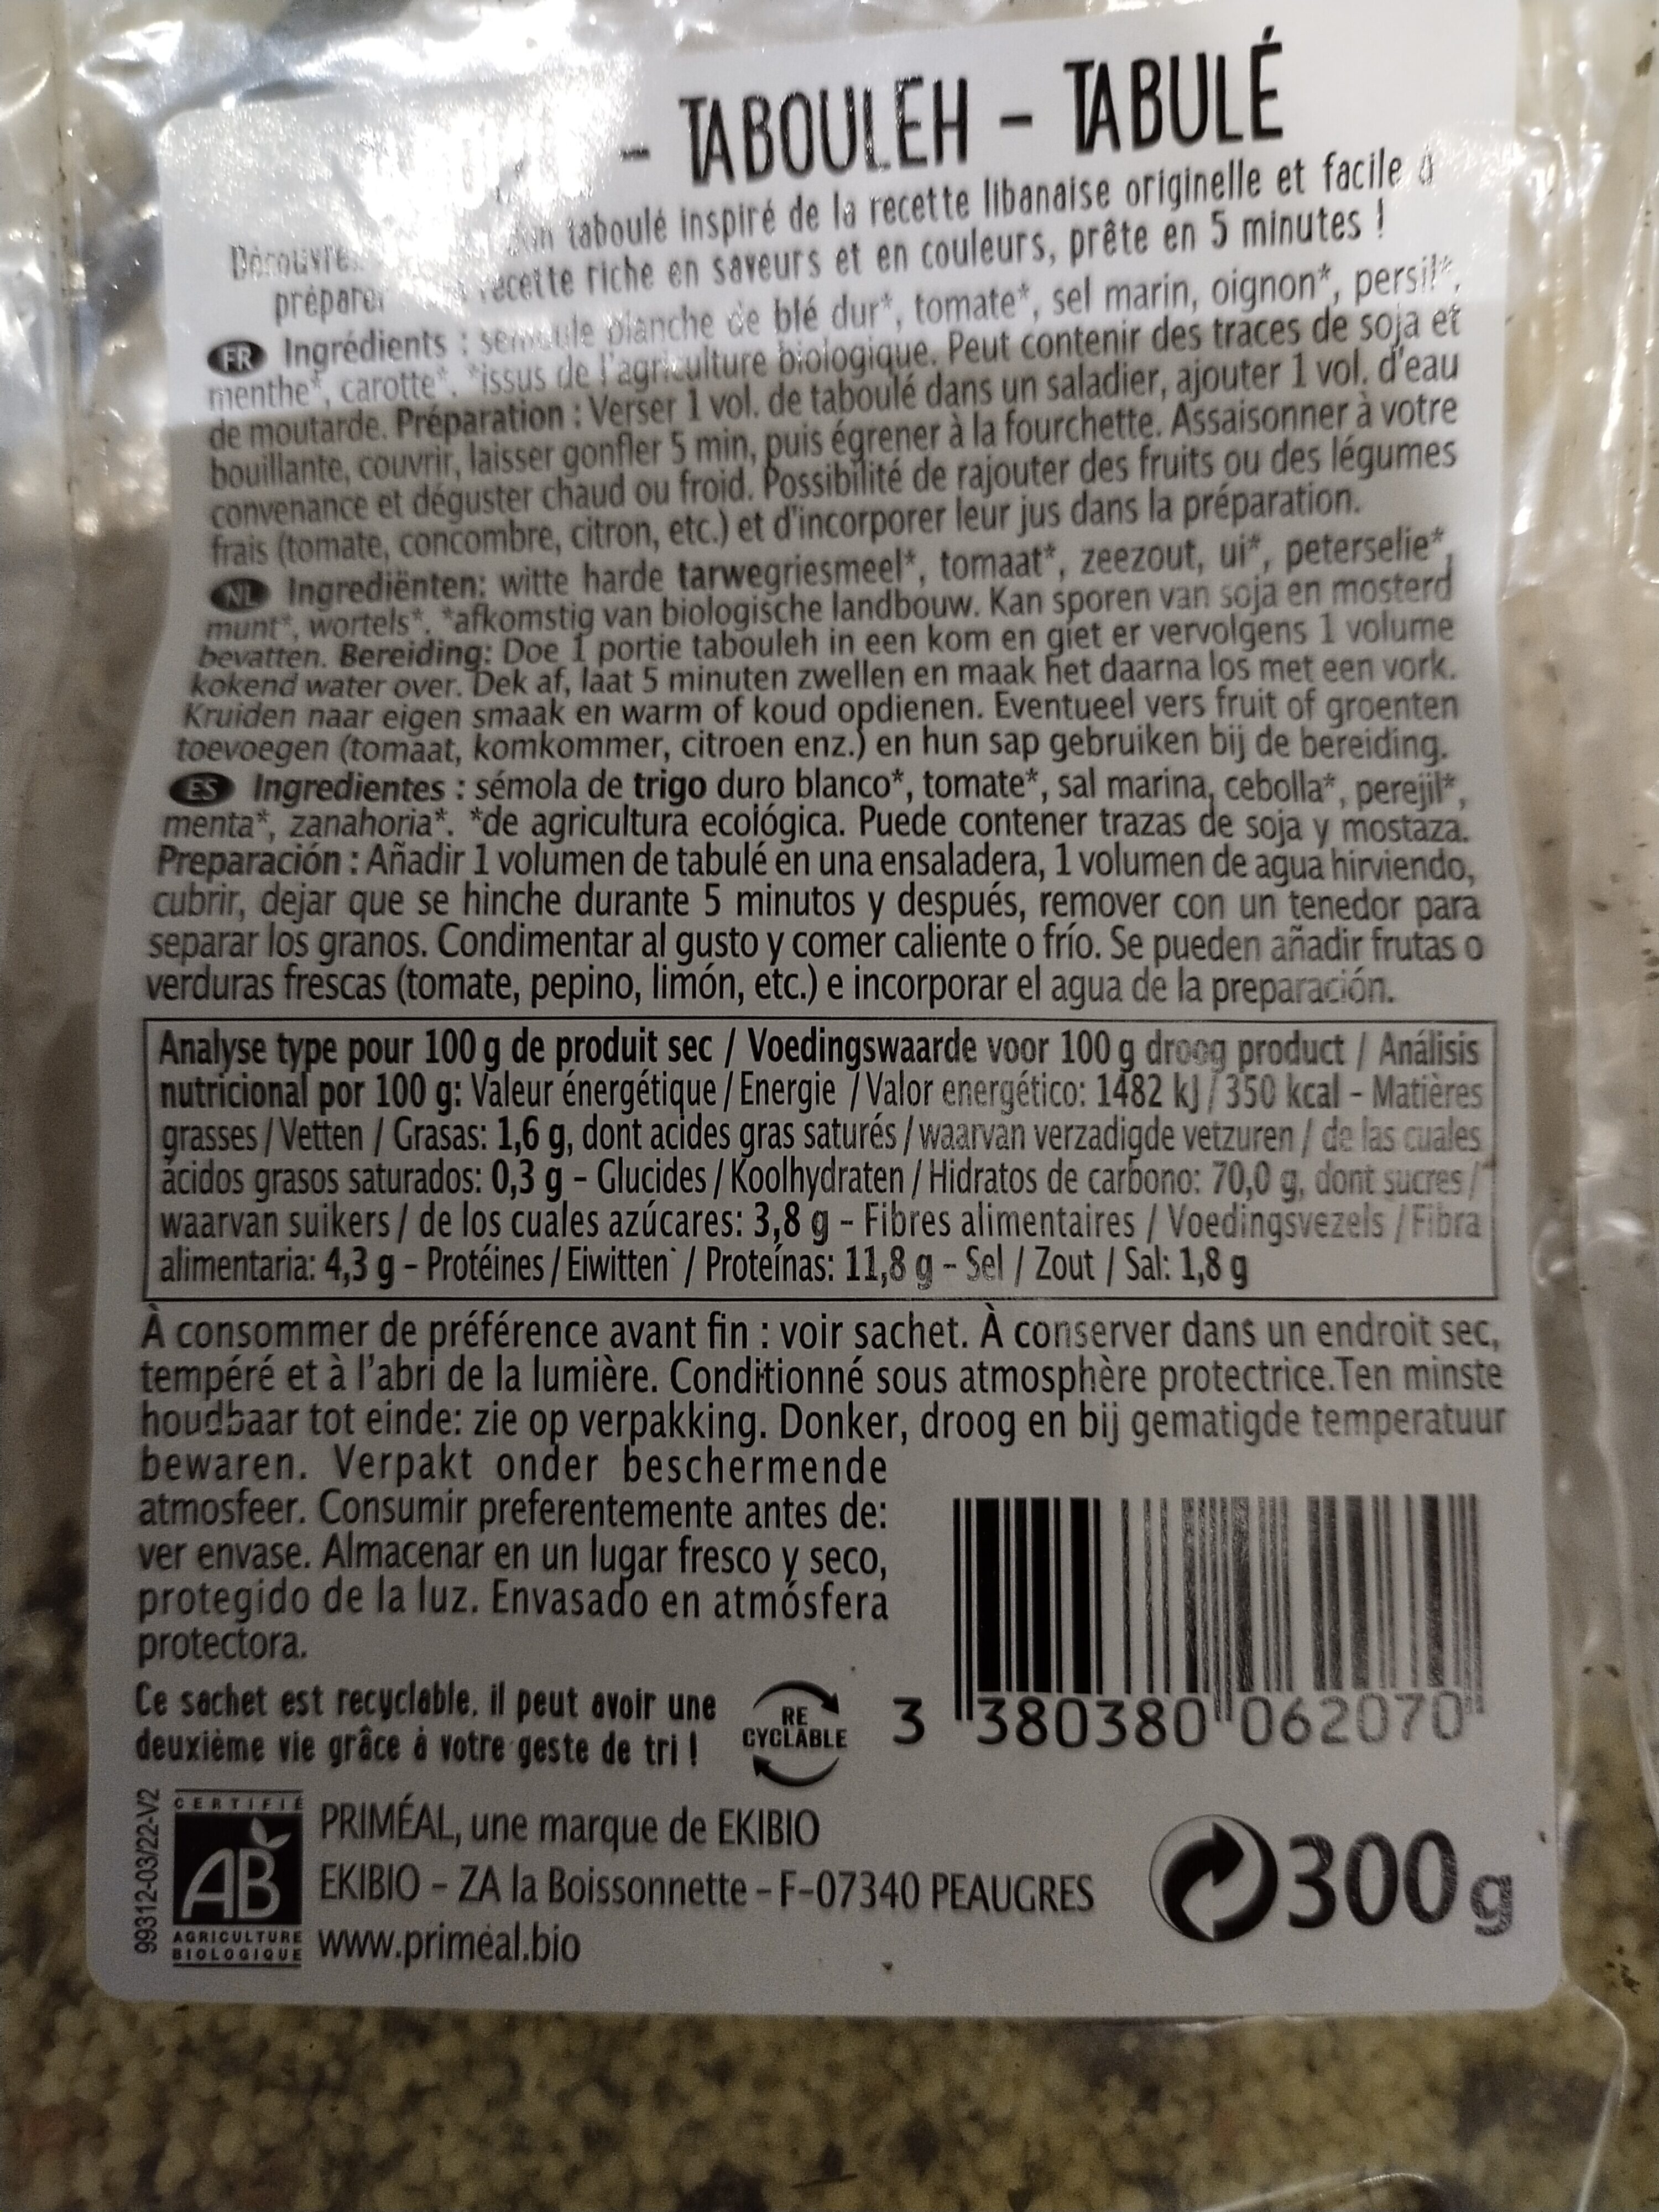 - TABOULEH - TABULÉ
taboulé inspiré de la recette libanaise originelle et facile à
préparer recette riche en saveurs et en couleurs, prête en 5 minutes !
FR Ingrédients : semoule blanche de blé dur*, tomate*, sel marin, oignon*, persil*,
menthe*, carotte*. *issus de l'agriculture biologique. Peut contenir des traces de soja et
de moutarde. Préparation : Verser 1 vol. de taboulé dans un saladier, ajouter 1 vol. d'eau
bouillante, couvrir, laisser gonfler 5 min, puis égrener à la fourchette. Assaisonner à votre
convenance et déguster chaud ou froid. Possibilité de rajouter des fruits ou des légumes
frais (tomate, concombre, citron, etc.) et d'incorporer leur jus dans la préparation.
NL Ingrediënten: witte harde tarwegriesmeel*, tomaat*, zeezout, ui*, peterselie*,
munt*, wortels*. *afkomstig van biologische landbouw. Kan sporen van soja en mosterd
bevatten. Bereiding: Doe 1 portie tabouleh in een kom en giet er vervolgens 1 volume
kokend water over. Dek af, laat 5 minuten zwellen en maak het daarna los met een vork.
Kruiden naar eigen smaak en warm of koud opdienen. Eventueel vers fruit of groenten
toevoegen (tomaat, komkommer, citroen enz.) en hun sap gebruiken bij de bereiding.
ES Ingredientes : sémola de trigo duro blanco*, tomate*, sal marina, cebolla*, perejil*,
menta*, zanahoria*. *de agricultura ecológica. Puede contener trazas de soja y mostaza.
Preparación : Añadir 1 volumen de tabulé en una ensaladera, 1 volumen de agua hirviendo,
cubrir, dejar que se hinche durante 5 minutos y después, remover con un tenedor para
separar los granos. Condimentar al gusto y comer caliente o frío. Se pueden añadir frutas o
verduras frescas (tomate, pepino, limón, etc.) e incorporar el agua de la preparación.
Analyse type pour 100 g de produit sec / Voedingswaarde voor 100 g droog product / Análisis
nutricional por 100 g: Valeur énergétique / Energie / Valor energético: 1482 kJ / 350 kcal - Matières
grasses / Vetten / Grasas: 1,6 g, dont acides gras saturés / waarvan verzadigde vetzuren / de las cuales
ácidos grasos saturados: 0,3 g - Glucides / Koolhydraten / Hidratos de carbono: 70,0 g, dont sucres /
waarvan suikers / de los cuales azúcares: 3,8 g - Fibres alimentaires / Voedingsvezels / Fibra
alimentaria: 4,3 g - Protéines / Eiwitten / Proteínas: 11,8 g - Sel / Zout / Sal: 1,8 g
À consommer de préférence avant fin : voir sachet. À conserver dans un endroit sec,
tempéré et à l'abri de la lumière. Conditionné sous atmosphère protectrice. Ten minste
houdbaar tot einde: zie op verpakking. Donker, droog en bij gematigde temperatuur
bewaren. Verpakt onder beschermende
atmosfeer. Consumir preferentemente antes de:
ver envase. Almacenar en un lugar fresco y seco,
protegido de la luz. Envasado en atmósfera
protectora.
Ce sachet est recyclable, il peut avoir une
deuxième vie grâce à votre geste de tri !
RE
CYCLABLE
3 380380 062070
99312-03/22-V2
CERTIFIÉ
AB
AGRICULTURE
BIOLOGIQUE
PRIMÉAL, une marque de EKIBIO
EKIBIO - ZA la Boissonnette - F-07340 PEAUGRES
www.priméal.bio
300g